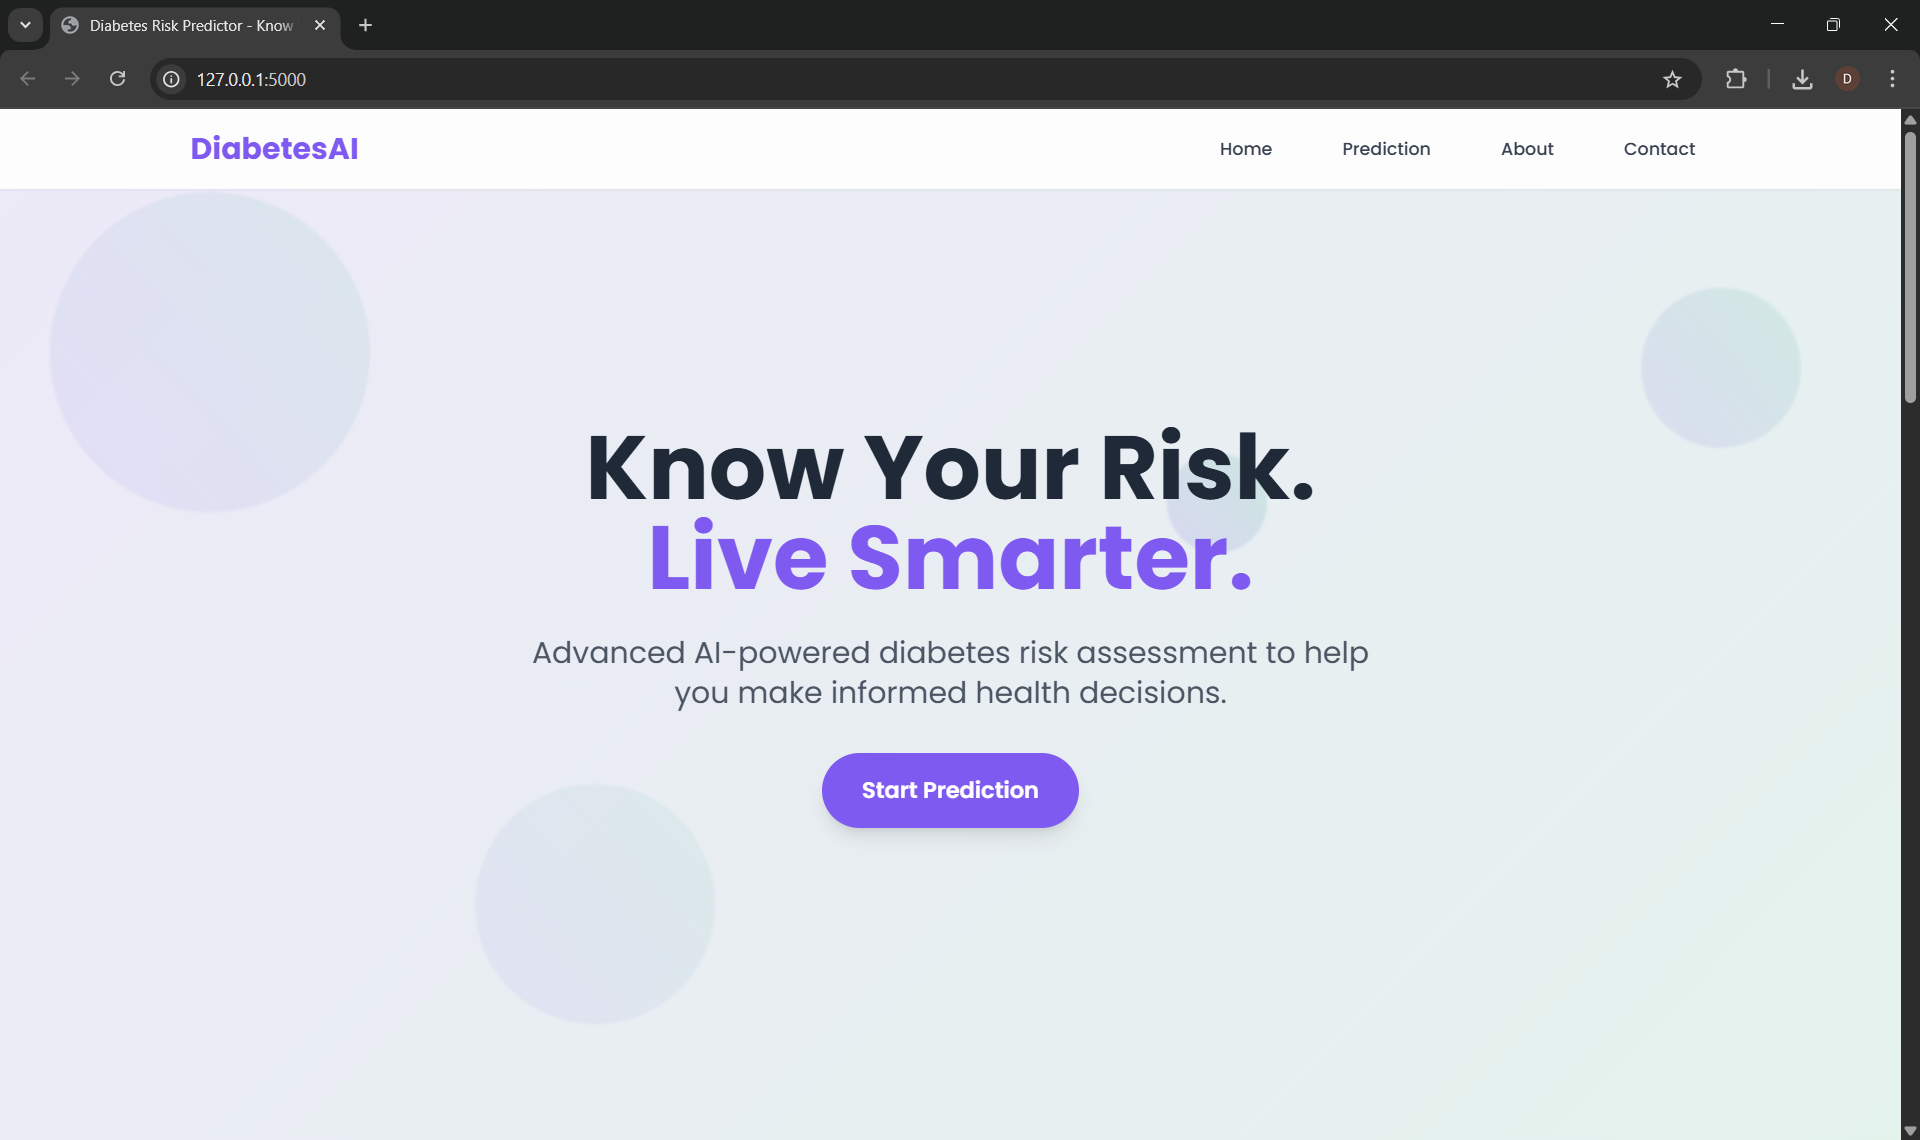 Diabetes Risk Predictor - Know
127.0.0.1:5000
D
DiabetesAI
Home
Prediction
About
Contact
Know Your Risk.
Live Smarter.
Advanced AI-powered diabetes risk assessment to help
you make informed health decisions.
Start Prediction